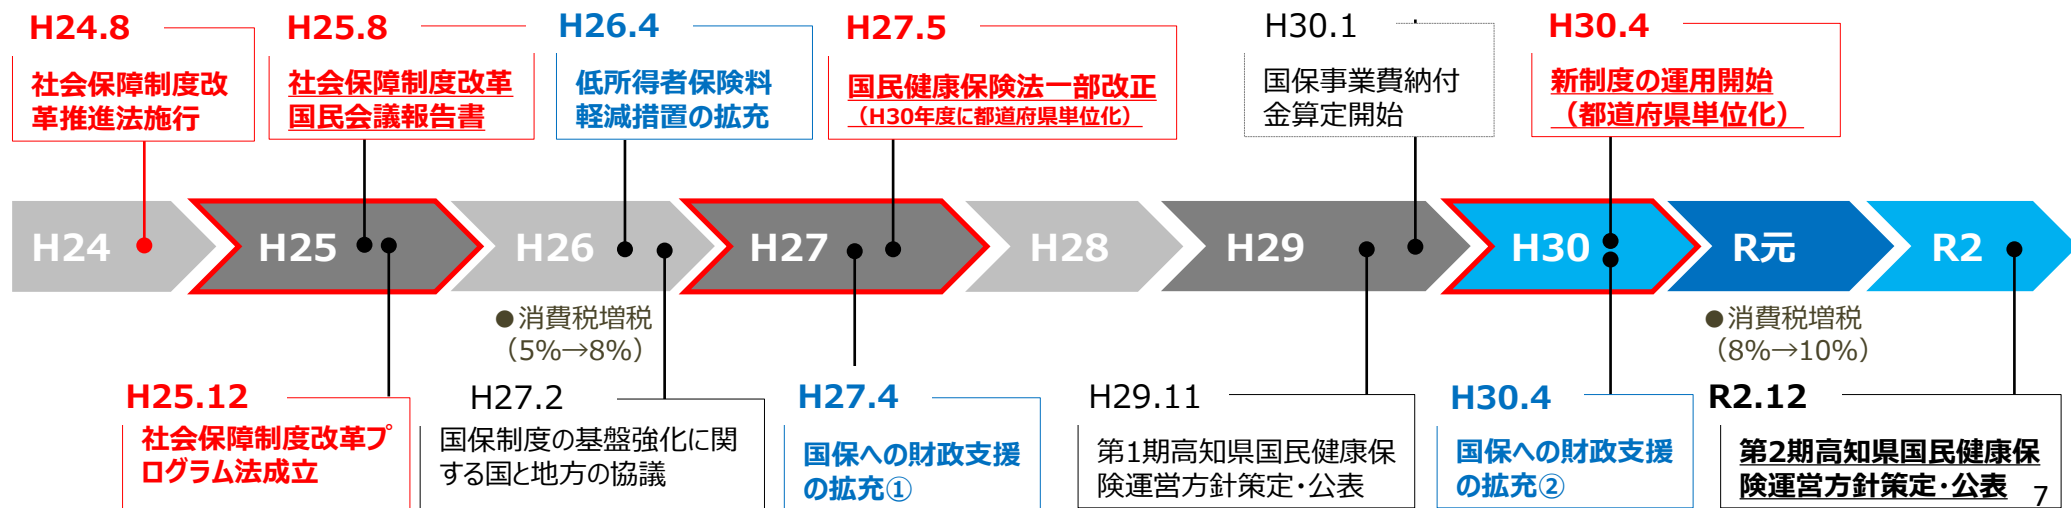 H24.8
社会保障制度改
革推進法施行
H25.8
社会保障制度改革
国民会議報告書
H26.4
低所得者保険料
軽減措置の拡充
H27.5
国民健康保険法一部改正
（H30年度に都道府県単位化）
H30.1
国保事業費納付
金算定開始
H30.4
新制度の運用開始
（都道府県単位化）
H24
H25
H26
H27
H28
H29
H30
R元
R2
●消費税増税
（5%→8%）
●消費税増税
（8%→10%）
H25.12
社会保障制度改革プ
ログラム法成立
H27.2
国保制度の基盤強化に関
する国と地方の協議
H27.4
国保への財政支援
の拡充①
H29.11
第1期高知県国民健康保
険運営方針策定・公表
H30.4
国保への財政支援
の拡充②
R2.12
第2期高知県国民健康保
険運営方針策定・公表
7